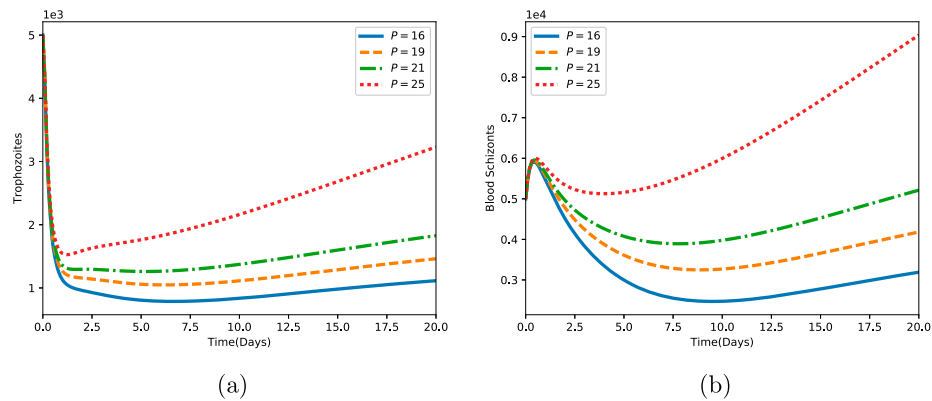 1e3
5
4
3
2
1
Trophozoites
P = 16
P = 19
P = 21
P = 25
0.0 2.5 5.0 7.5 10.0 12.5 15.0 17.5 20.0
Time(Days)
(a)
1e4
0.9
0.8
0.7
0.6
0.5
0.4
0.3
Blood Schizonts
P = 16
P = 19
P = 21
P = 25
0.0 2.5 5.0 7.5 10.0 12.5 15.0 17.5 20.0
Time(Days)
(b)